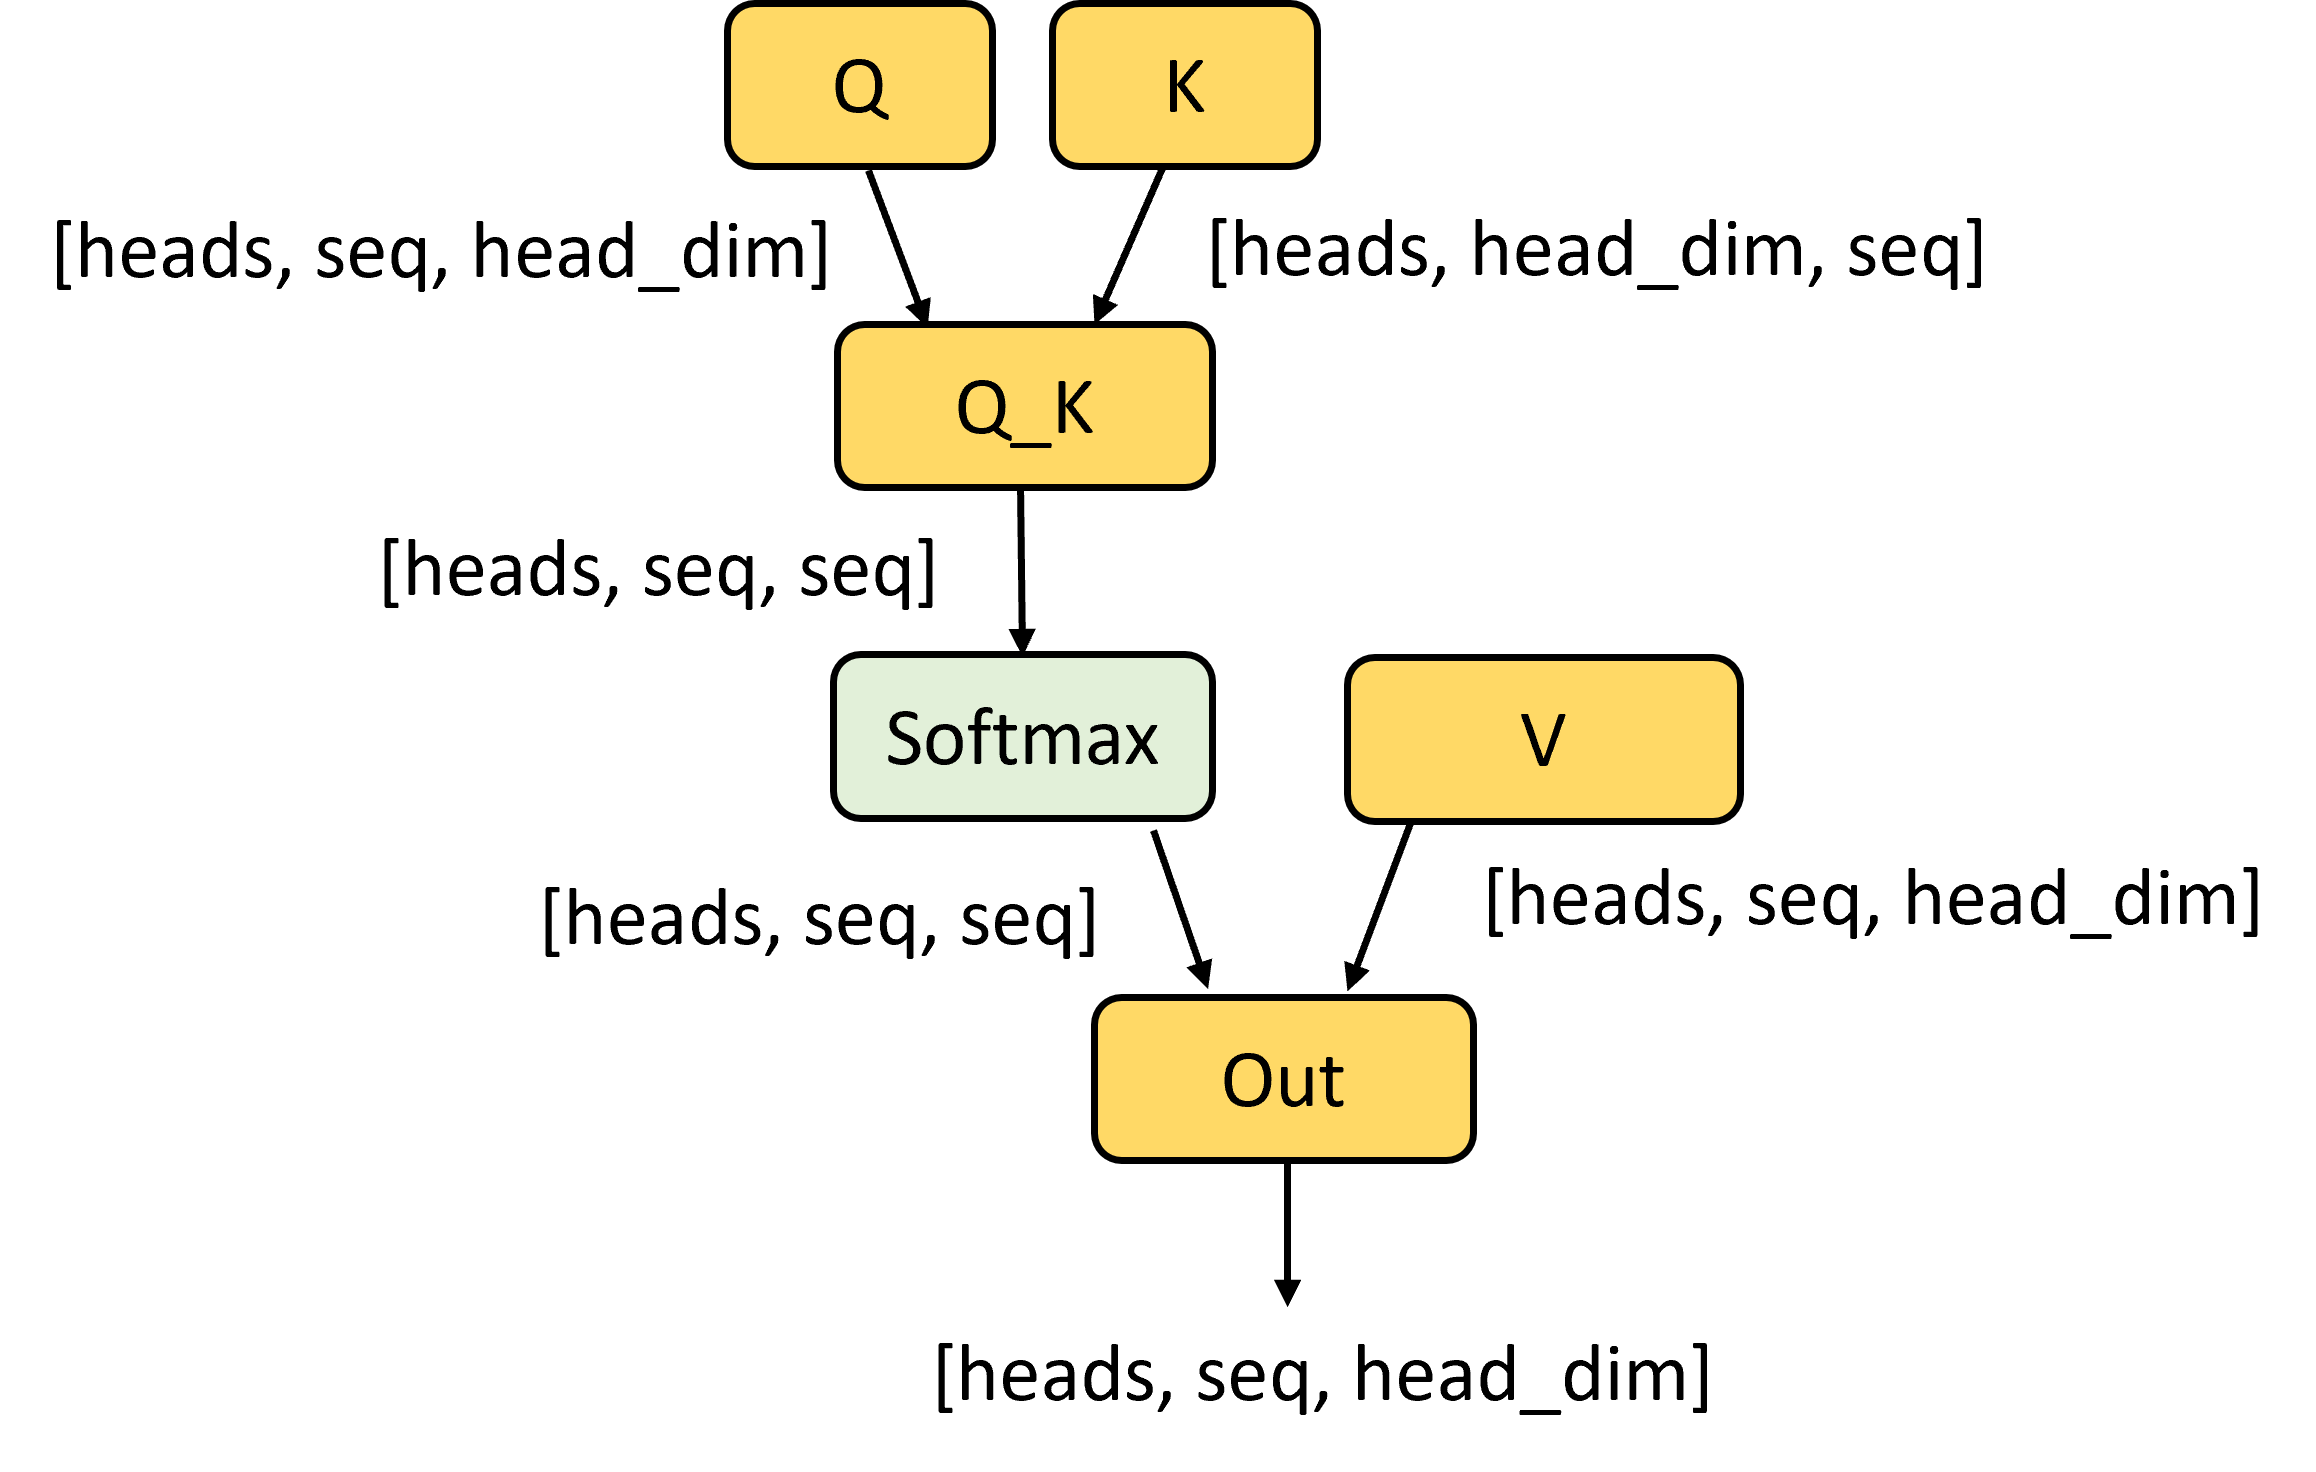 Q
K
[heads, seq, head_dim]
[heads, head_dim, seq]
Q_K
[heads, seq, seq]
Softmax
V
[heads, seq, seq]
[heads, seq, head_dim]
Out
[heads, seq, head_dim]